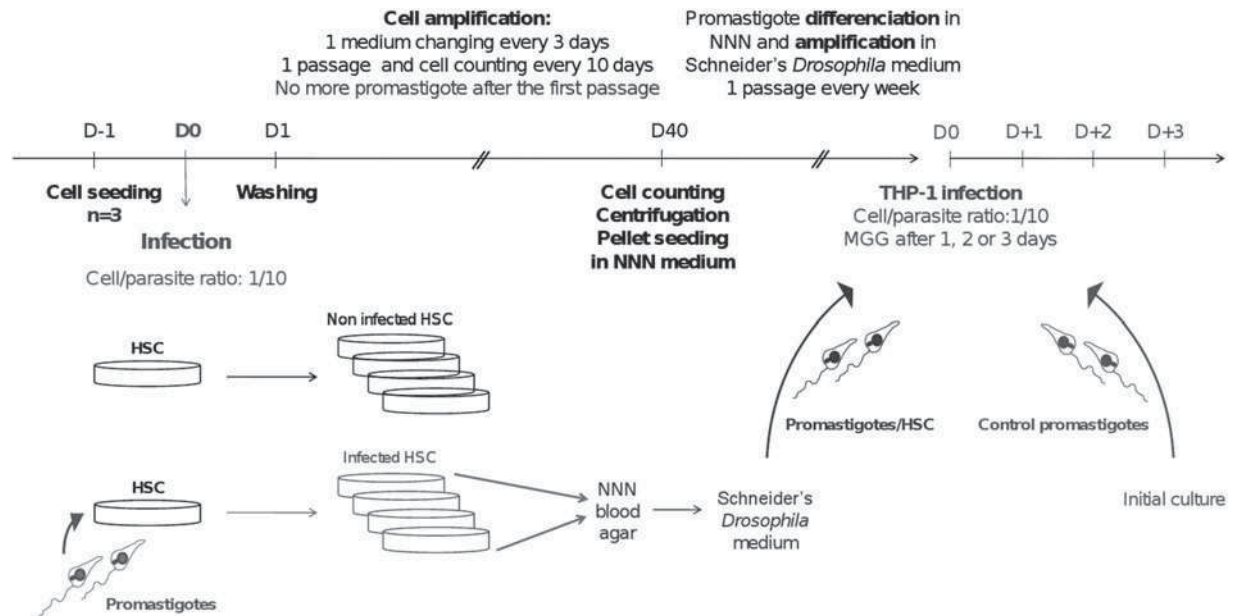 Cell amplification:
1 medium changing every 3 days
1 passage and cell counting every 10 days
No more promastigote after the first passage
Promastigote differenciation in
NNN and amplification in
Schneider's Drosophila medium
1 passage every week
D-1
D0
D1
D40
D0
D+1
D+2
D+3
Cell seeding
n=3
Washing
Infection
Cell/parasite ratio: 1/10
Cell counting
Centrifugation
Pellet seeding
in NNN medium
THP-1 infection
Cell/parasite ratio:1/10
MGG after 1, 2 or 3 days
HSC
Non infected HSC
Promastigotes/HSC
Control promastigotes
HSC
Infected HSC
NNN
blood
agar
Schneider's
Drosophila
medium
Initial culture
Promastigotes